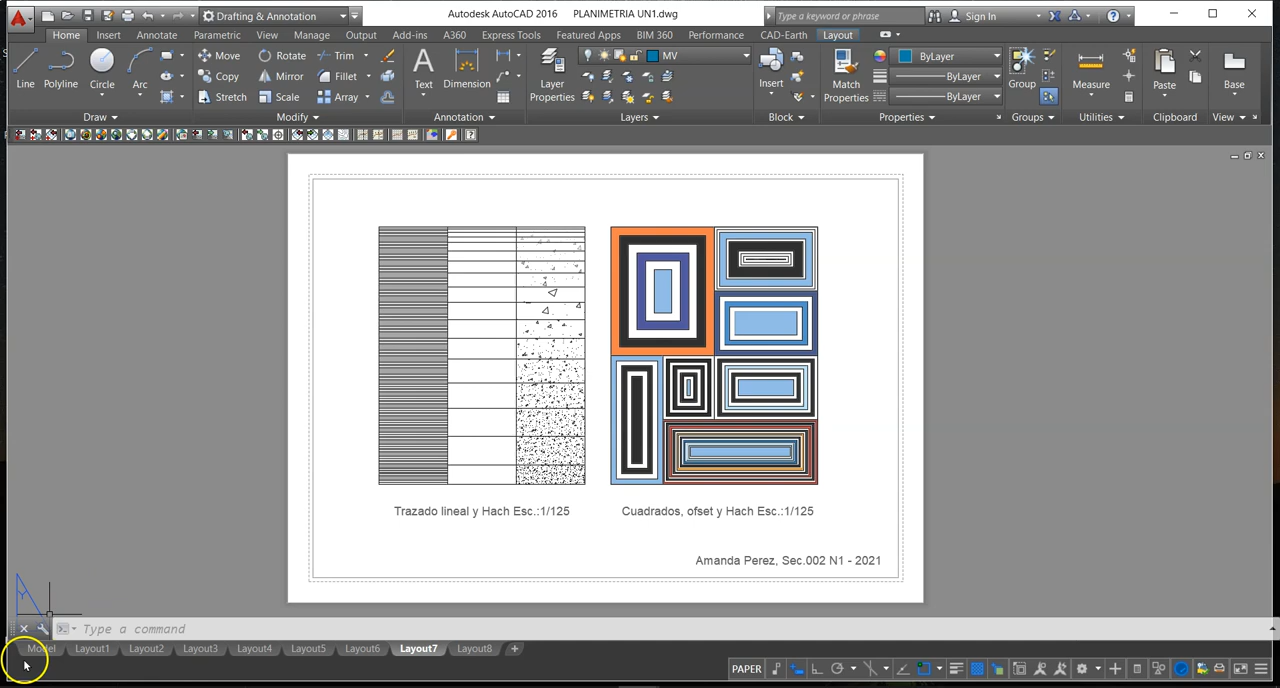 Drafting & Annotation
Autodesk AutoCAD 2016 PLANIMETRIA UN1.dwg
Type a keyword or phrase
Sign In
Home Insert Annotate Parametric View Manage Output Add-ins A360 Express Tools Featured Apps BIM 360 Performance CAD-Earth Layout
Line Polyline Circle Arc
Move Rotate Trim
Copy Mirror Fillet
Stretch Scale Array
Text Dimension
Layer Properties
MV
Insert
Match Properties
ByLayer
ByLayer
ByLayer
Group
Measure
Paste
Base
Draw Modify Annotation Layers Block Properties Groups Utilities Clipboard View
Trazado lineal y Hach Esc.:1/125
Cuadrados, ofset y Hach Esc.:1/125
Amanda Perez, Sec.002 N1 - 2021
Y
Type a command
Model Layout1 Layout2 Layout3 Layout4 Layout5 Layout6 Layout7 Layout8 +
PAPER